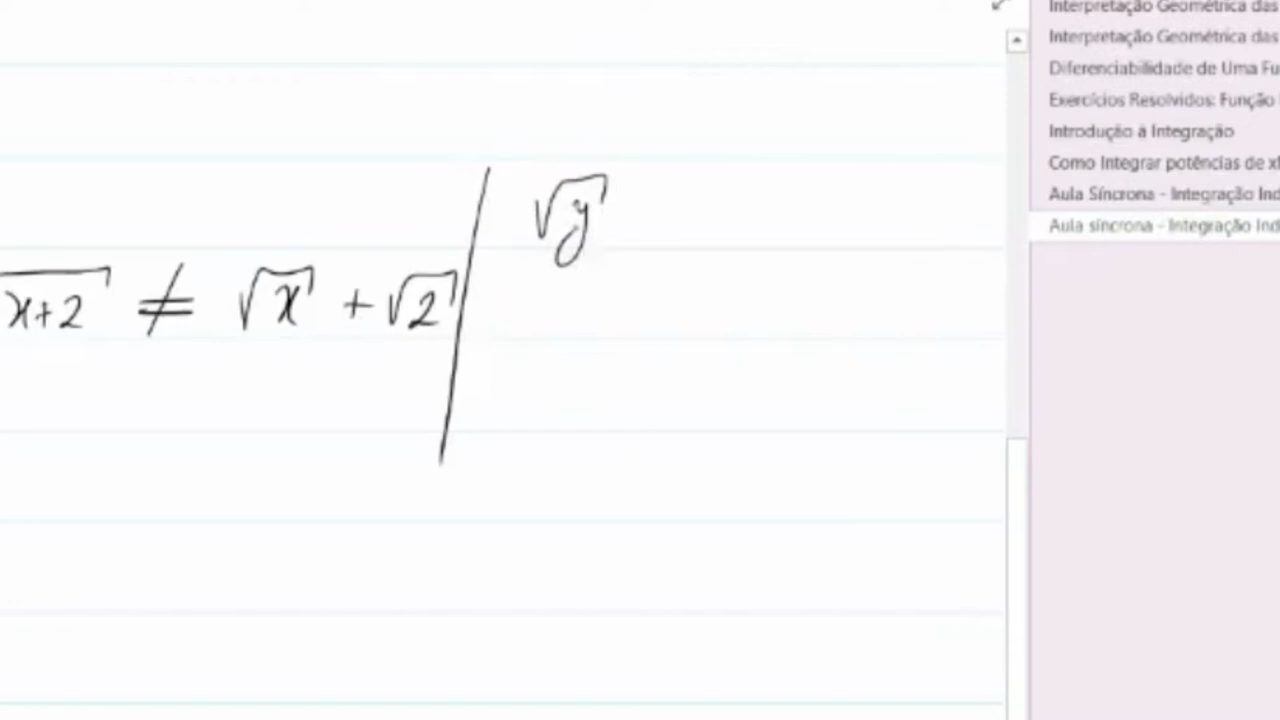 √y
√x+2 ≠ √x + √2
Interpretação Geométrica das
Interpretação Geométrica das
Diferenciabilidade de Uma Fu
Exercícios Resolvidos: Função
Introdução à Integração
Como Integrar potências de x
Aula Síncrona - Integração Ind
Aula síncrona - Integração Ind